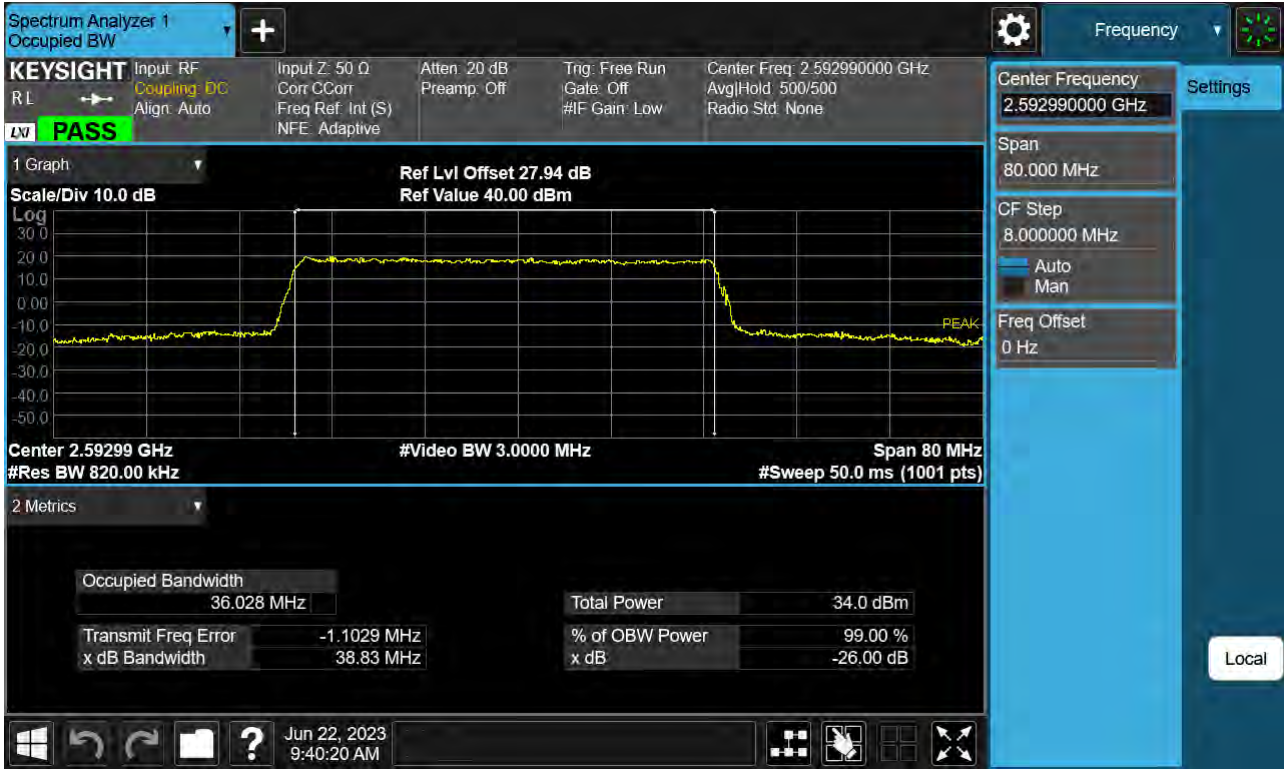 Spectrum Analyzer 1
Occupied BW
+
Frequency
KEYSIGHT
RL
LXI PASS
Input: RF
Coupling: DC
Align: Auto
Input Z: 50 Ω
Corr CCorr
Freq Ref: Int (S)
NFE: Adaptive
Atten: 20 dB
Preamp: Off
Trig: Free Run
Gate: Off
#IF Gain: Low
Center Freq: 2.592990000 GHz
Avg|Hold: 500/500
Radio Std: None
1 Graph
Scale/Div 10.0 dB
Ref Lvl Offset 27.94 dB
Ref Value 40.00 dBm
Log
30.0
20.0
10.0
0.00
-10.0
-20.0
-30.0
-40.0
-50.0
PEAK
Center 2.59299 GHz
#Video BW 3.0000 MHz
Span 80 MHz
#Res BW 820.00 kHz
#Sweep 50.0 ms (1001 pts)
2 Metrics
Occupied Bandwidth
36.028 MHz
Total Power 34.0 dBm
Transmit Freq Error -1.1029 MHz
% of OBW Power 99.00 %
x dB Bandwidth 38.83 MHz
x dB -26.00 dB
Center Frequency
2.592990000 GHz
Settings
Span
80.000 MHz
CF Step
8.000000 MHz
Auto
Man
Freq Offset
0 Hz
Local
?
Jun 22, 2023
9:40:20 AM